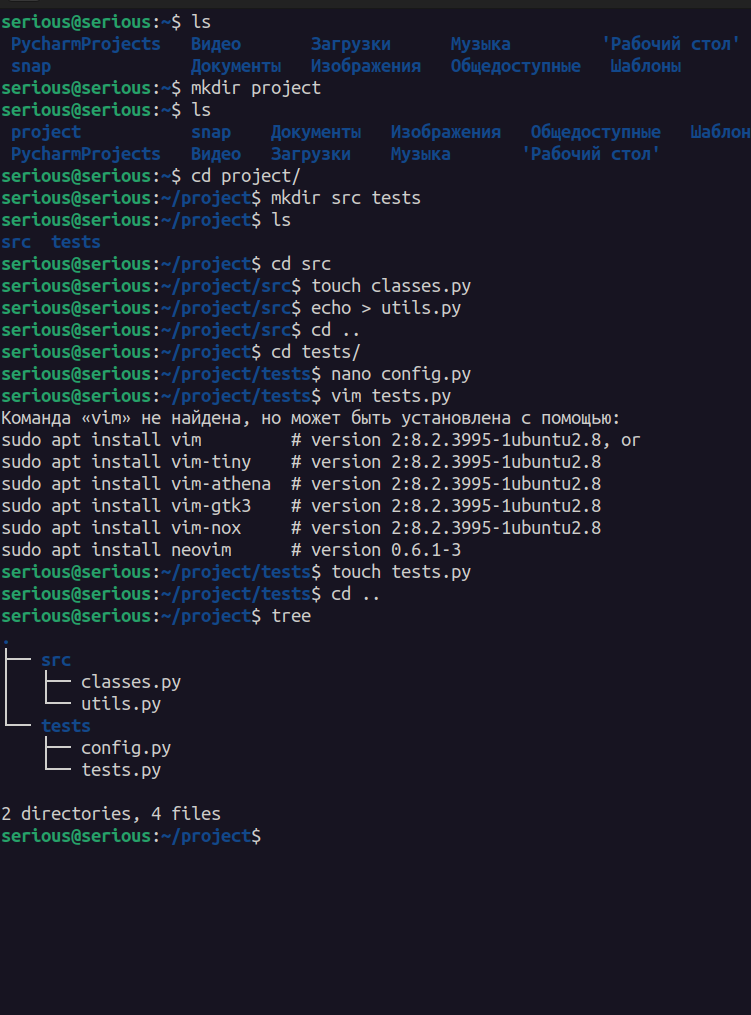 serious@serious:~$ ls
PycharmProjects Видео Загрузки Музыка 'Рабочий стол'
snap Документы Изображения Общедоступные Шаблоны
serious@serious:~$ mkdir project
serious@serious:~$ ls
project snap Документы Изображения Общедоступные Шаблон
PycharmProjects Видео Загрузки Музыка 'Рабочий стол'
serious@serious:~$ cd project/
serious@serious:~/project$ mkdir src tests
serious@serious:~/project$ ls
src tests
serious@serious:~/project$ cd src
serious@serious:~/project/src$ touch classes.py
serious@serious:~/project/src$ echo > utils.py
serious@serious:~/project/src$ cd ..
serious@serious:~/project$ cd tests/
serious@serious:~/project/tests$ nano config.py
serious@serious:~/project/tests$ vim tests.py
Команда «vim» не найдена, но может быть установлена с помощью:
sudo apt install vim # version 2:8.2.3995-1ubuntu2.8, or
sudo apt install vim-tiny # version 2:8.2.3995-1ubuntu2.8
sudo apt install vim-athena # version 2:8.2.3995-1ubuntu2.8
sudo apt install vim-gtk3 # version 2:8.2.3995-1ubuntu2.8
sudo apt install vim-nox # version 2:8.2.3995-1ubuntu2.8
sudo apt install neovim # version 0.6.1-3
serious@serious:~/project/tests$ touch tests.py
serious@serious:~/project/tests$ cd ..
serious@serious:~/project$ tree
.
├── src
│   ├── classes.py
│   └── utils.py
└── tests
    ├── config.py
    └── tests.py
2 directories, 4 files
serious@serious:~/project$